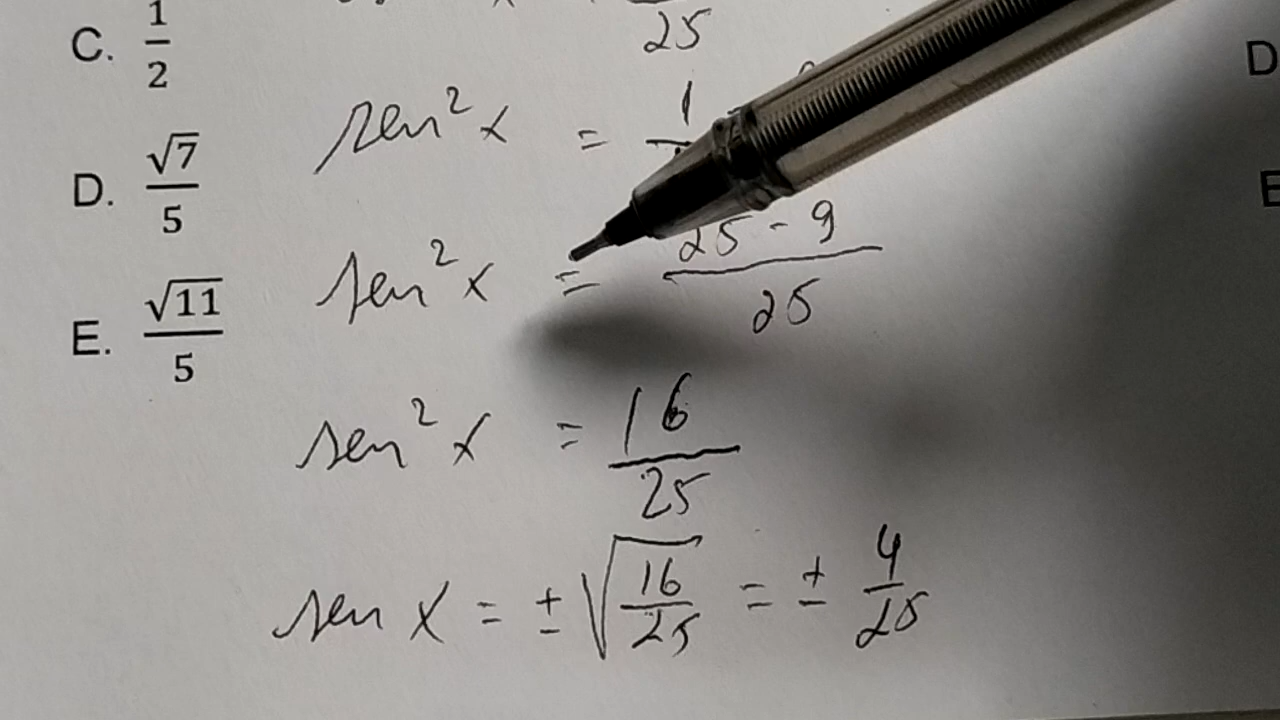 C. 1/2
25
sen² x = 1
D. √7/5
sen² x = 25 - 9/25
E. √11/5
sen² x = 16/25
sen x = ± √16/25 = ± 4/25
D
E